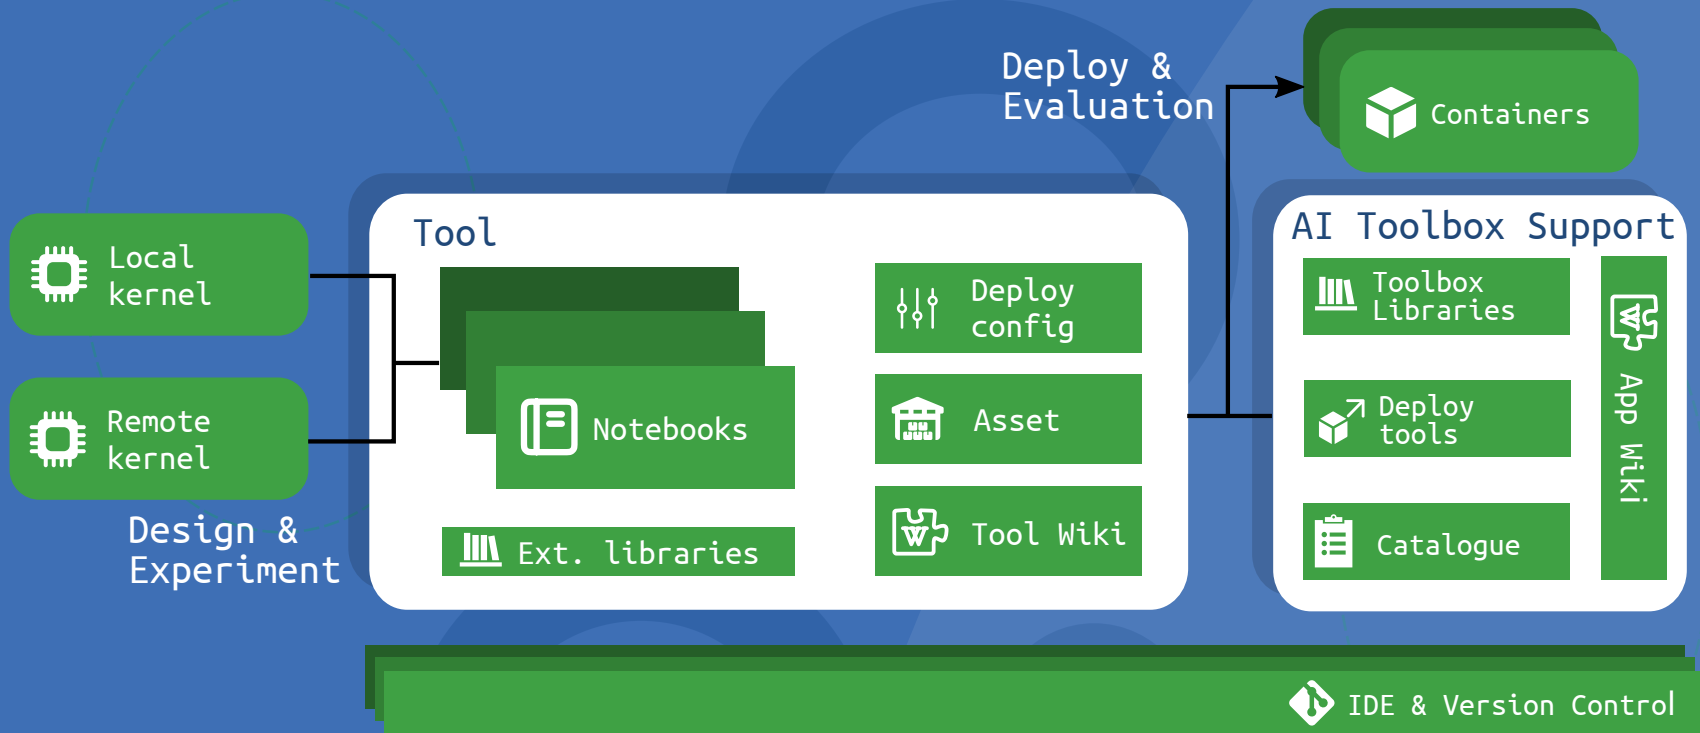 Deploy &
Evaluation
Containers
Local
kernel
Remote
kernel
Design &
Experiment
Tool
Notebooks
Ext. libraries
Deploy
config
Asset
Tool Wiki
AI Toolbox Support
Toolbox
Libraries
Deploy
tools
Catalogue
App Wiki
IDE & Version Control